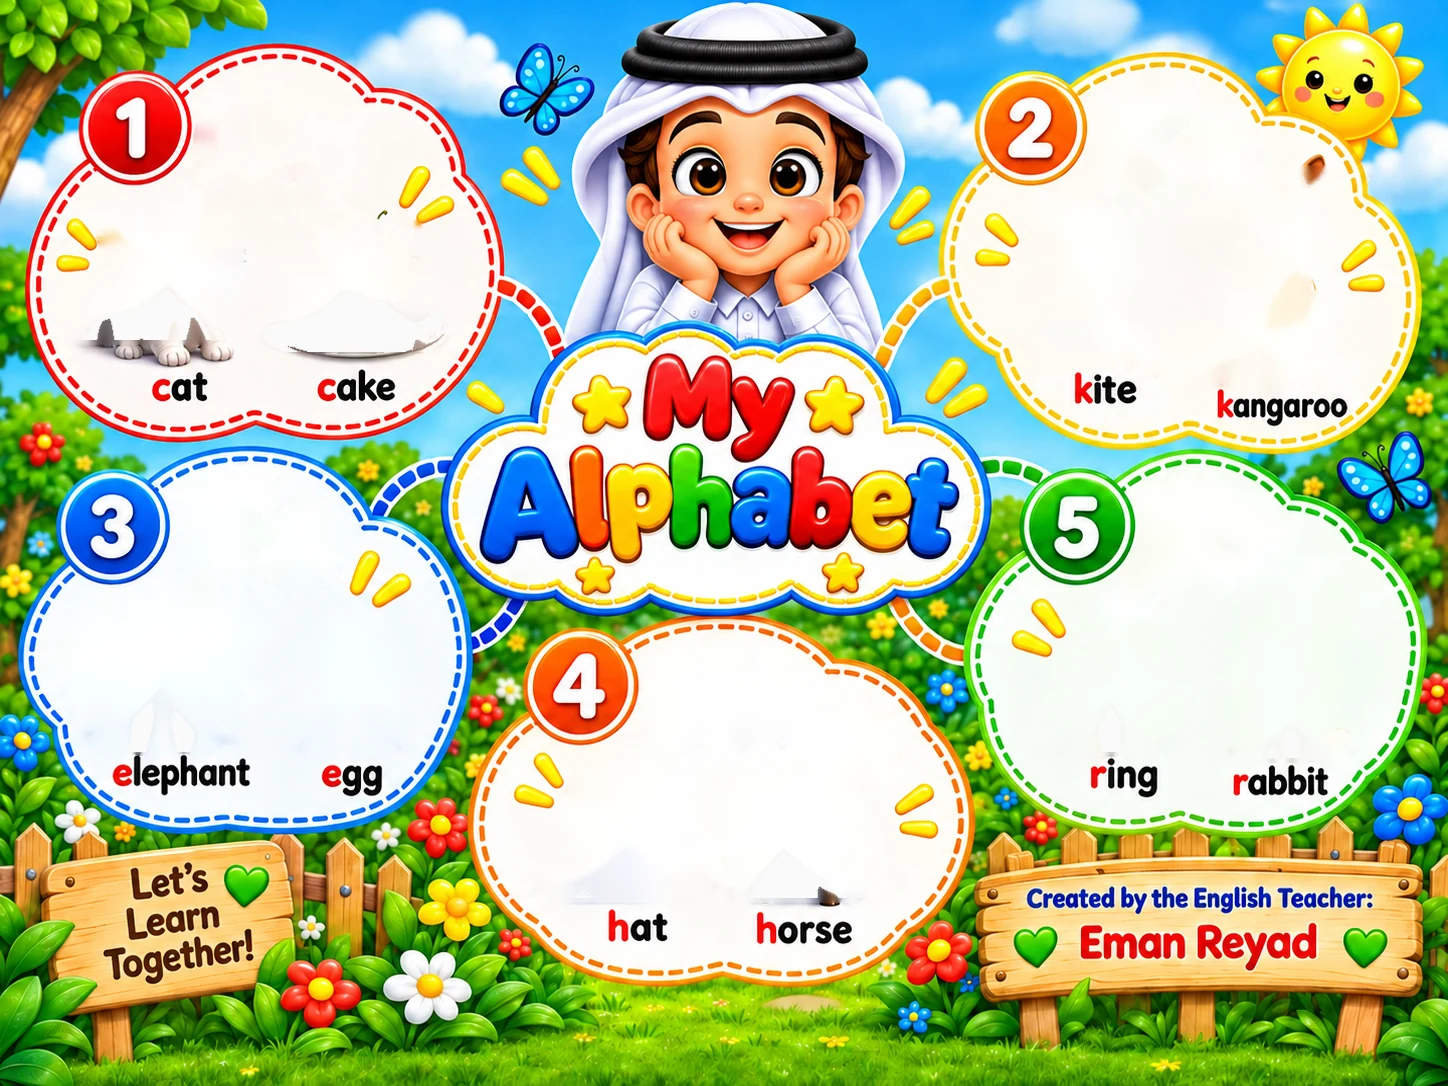 1
cat
cake
2
kite
kangaroo
My
Alphabet
3
elephant
egg
4
hat
horse
5
ring
rabbit
Let's
Learn
Together!
Created by the English Teacher:
Eman Reyad